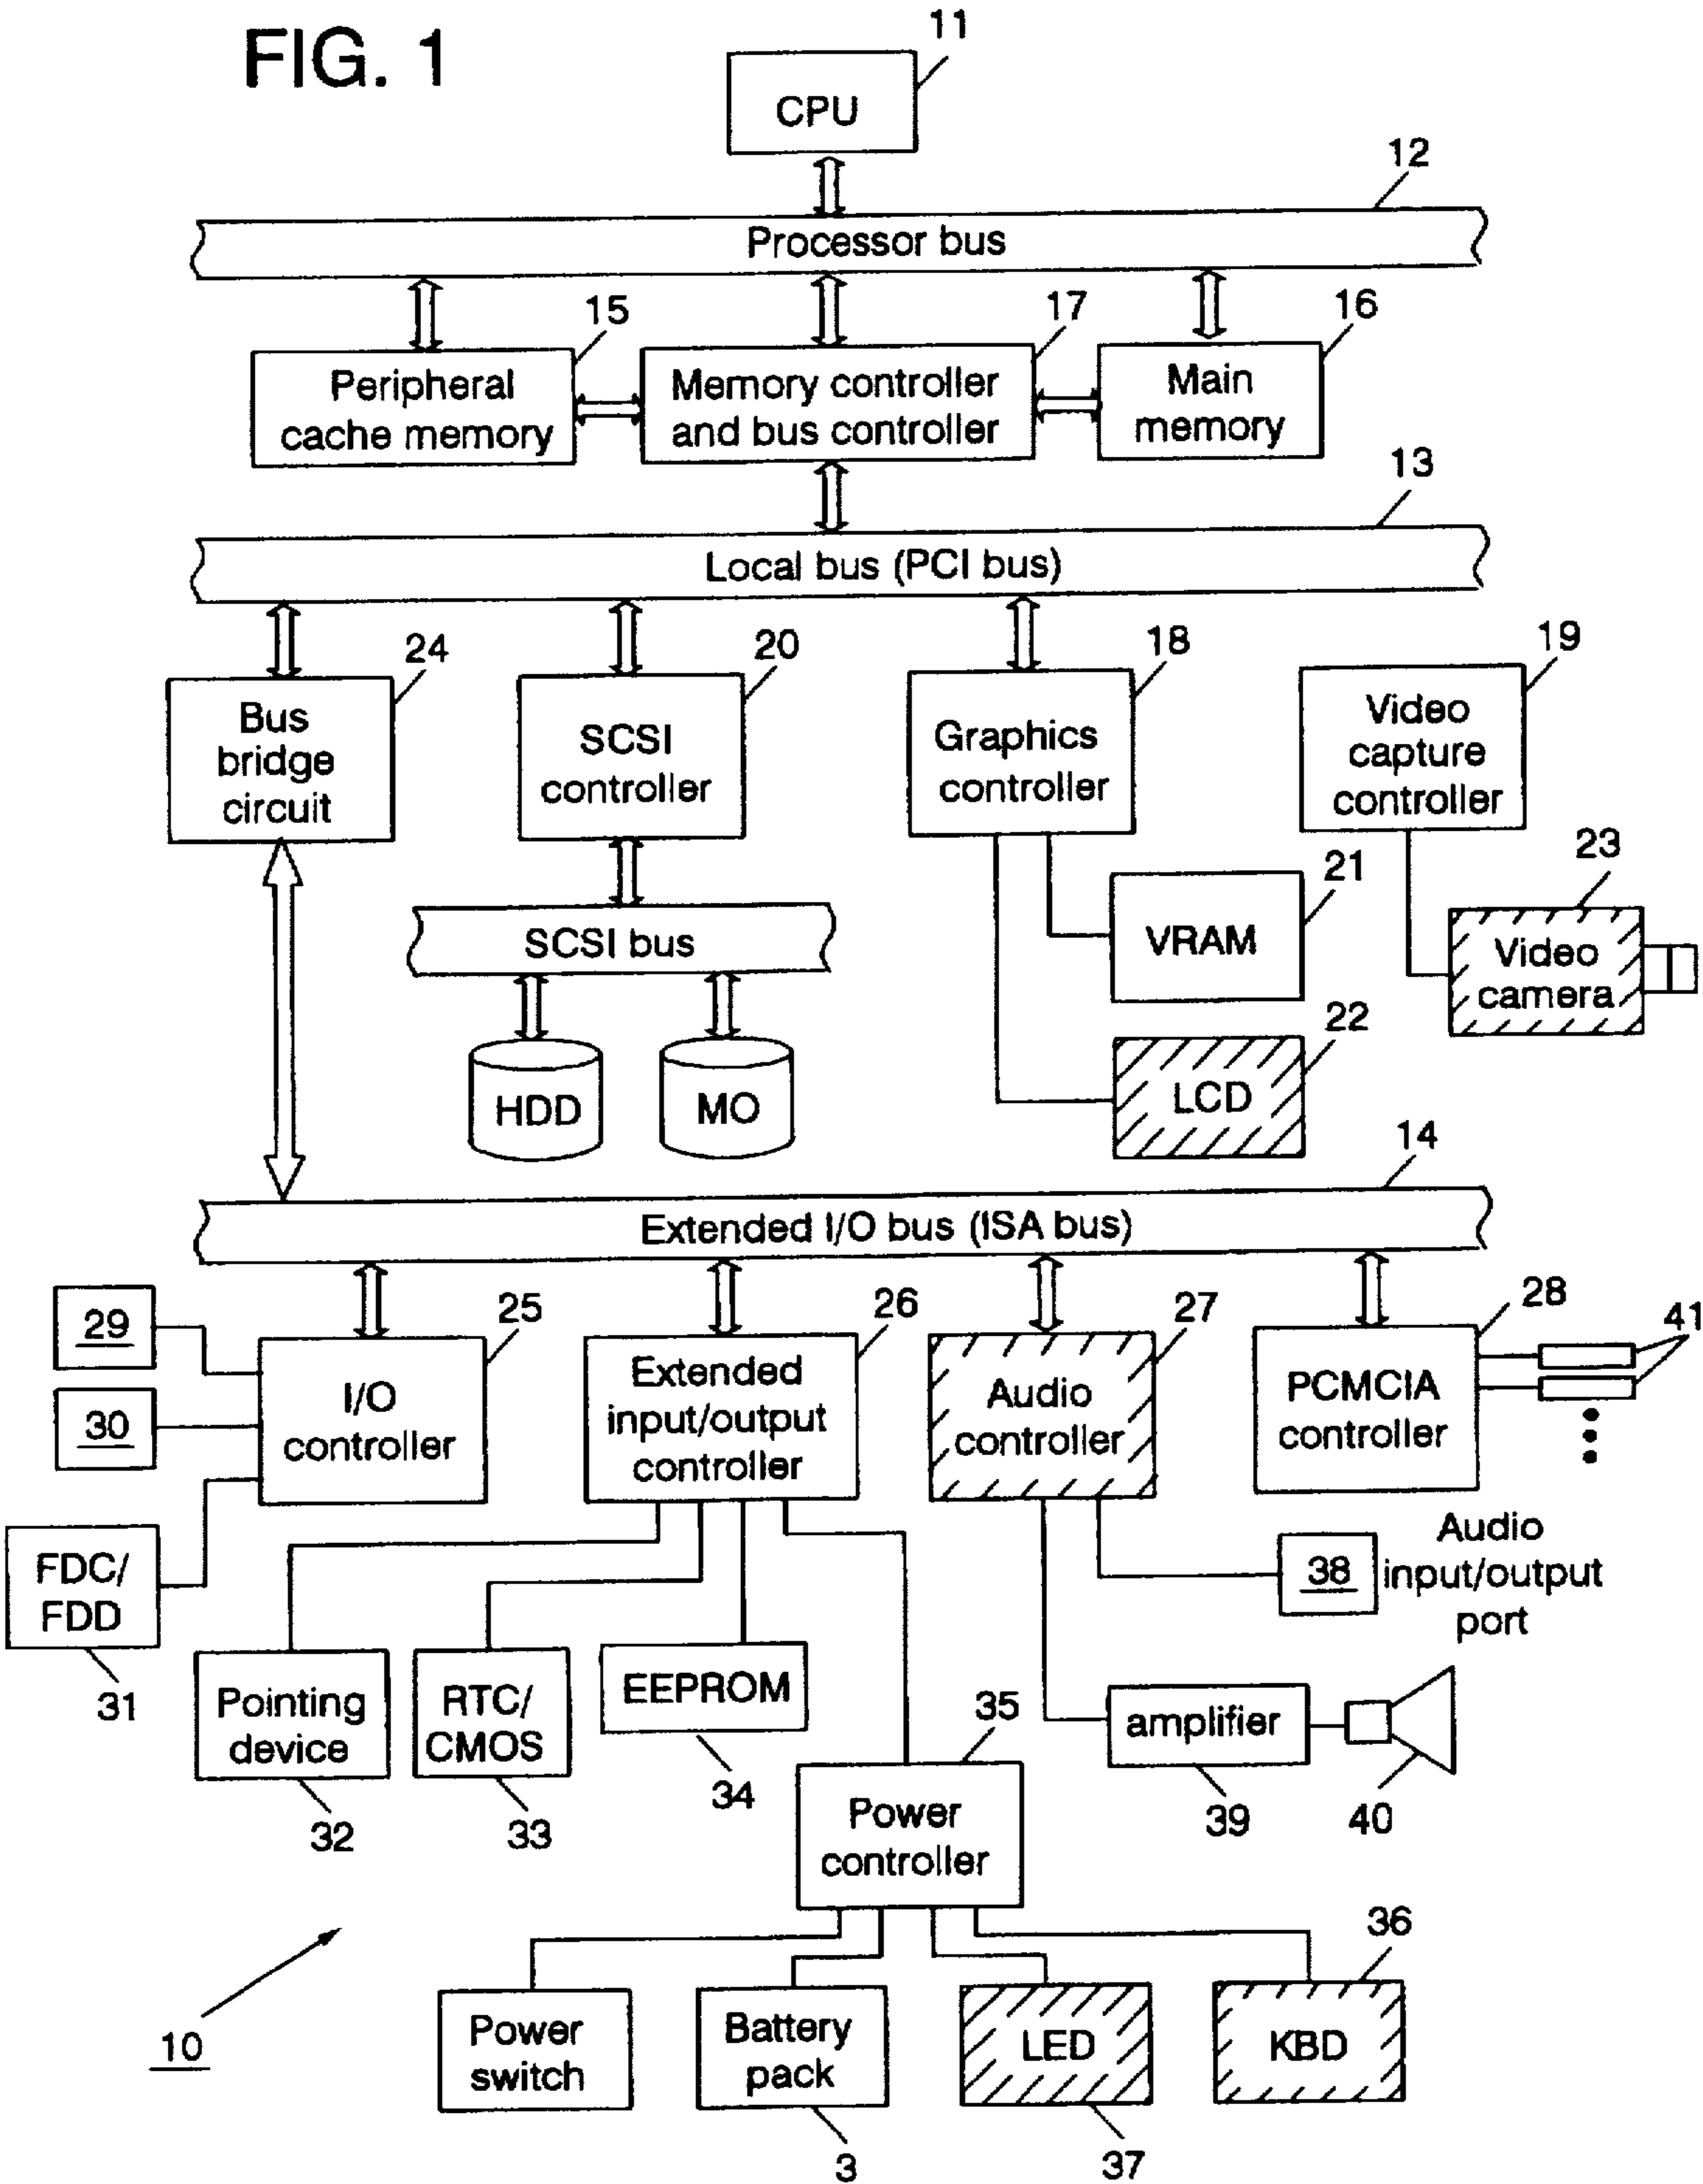 FIG. 1
11
CPU
12
Processor bus
15
17
16
Peripheral
cache memory
Memory controller
and bus controller
Main
memory
13
Local bus (PCI bus)
24
20
18
19
Bus
bridge
circuit
SCSI
controller
Graphics
controller
Video
capture
controller
21
23
VRAM
Video
camera
SCSI bus
22
LCD
HDD
MO
14
Extended I/O bus (ISA bus)
29
25
26
27
28
41
30
I/O
controller
Extended
input/output
controller
Audio
controller
PCMCIA
controller
FDC/
FDD
31
38
Audio
input/output
port
Pointing
device
32
RTC/
CMOS
33
EEPROM
34
35
amplifier
39
40
Power
controller
36
10
Power
switch
Battery
pack
3
LED
37
KBD